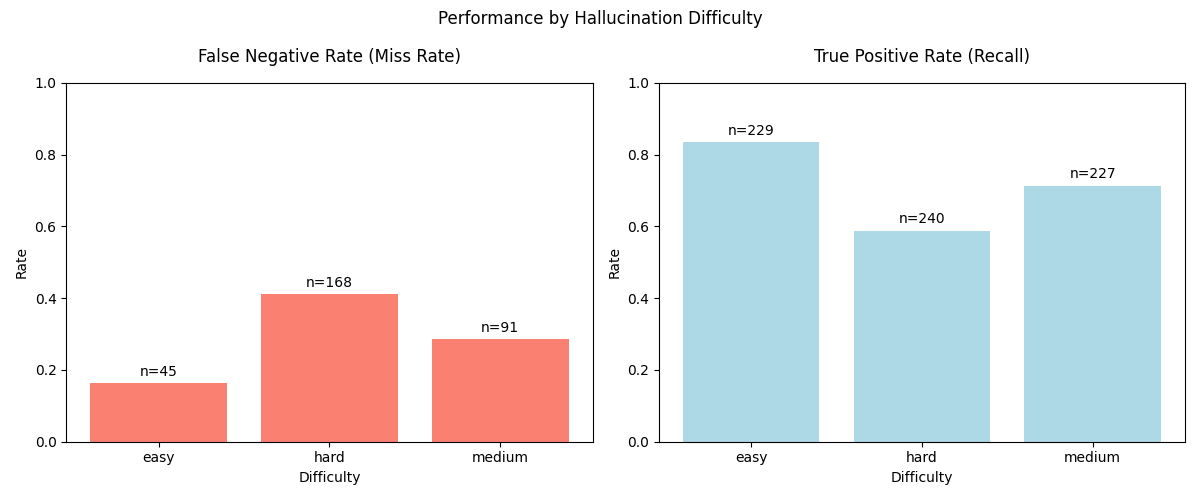 Performance by Hallucination Difficulty
False Negative Rate (Miss Rate)
1.0
0.8
0.6
0.4
0.2
0.0
Rate
n=45
n=168
n=91
easy
hard
medium
Difficulty
True Positive Rate (Recall)
1.0
0.8
0.6
0.4
0.2
0.0
Rate
n=229
n=240
n=227
easy
hard
medium
Difficulty